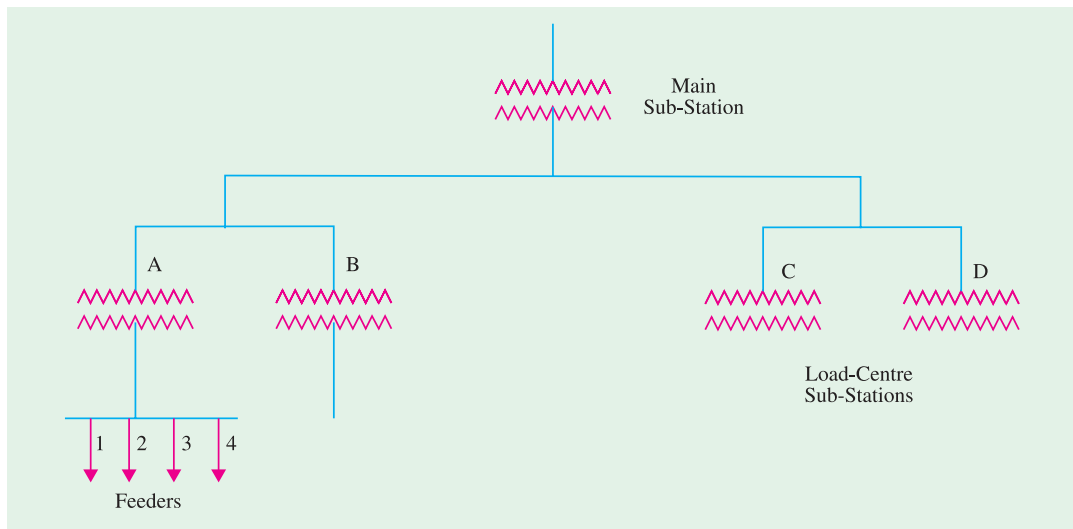 Main
Sub-Station
A
B
C
D
Load-Centre
Sub-Stations
1 2 3 4
Feeders